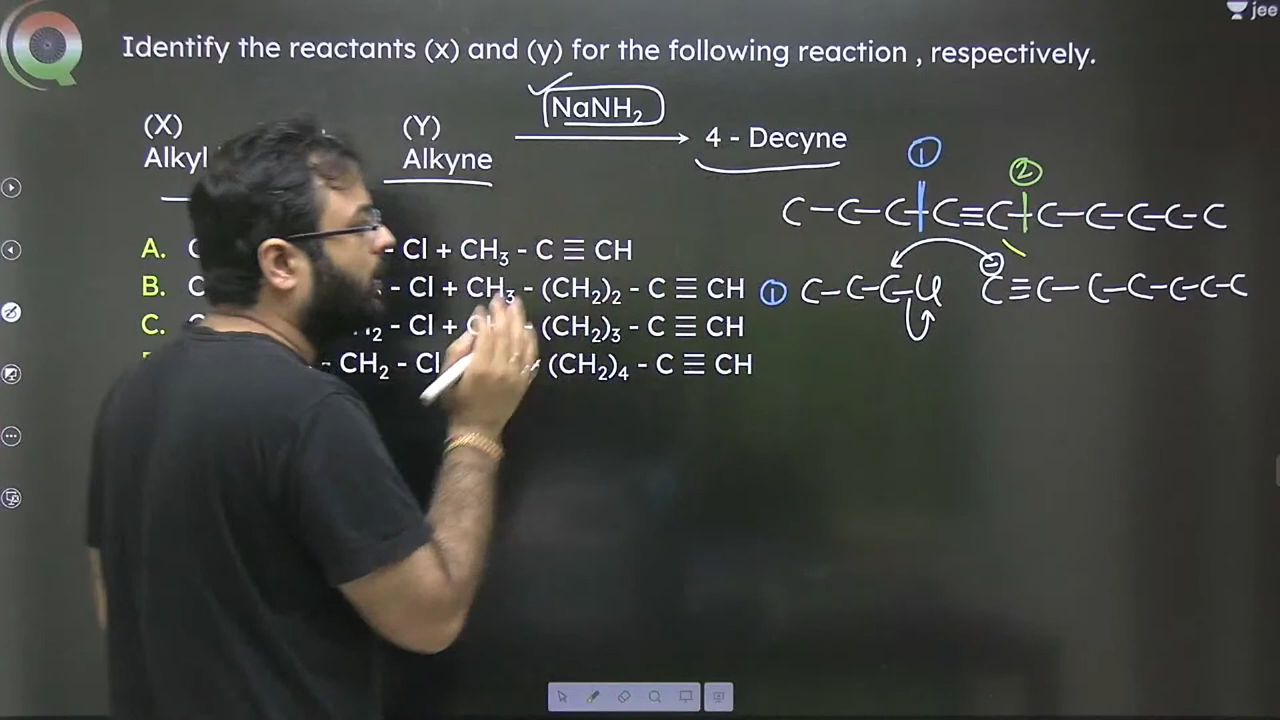 jee
Identify the reactants (x) and (y) for the following reaction , respectively.
(X) (Y) NaNH₂ 4 - Decyne
Alkyl Alkyne
① ②
C-C-C-C≡C-C-C-C-C-C
A. C - Cl + CH₃ - C ≡ CH
B. C - Cl + CH₃ - (CH₂)₂ - C ≡ CH
① C-C-C-Cl C≡C-C-C-C-C-C
C. C ₂ - Cl + - (CH₂)₃ - C ≡ CH
- CH₂ - Cl (CH₂)₄ - C ≡ CH